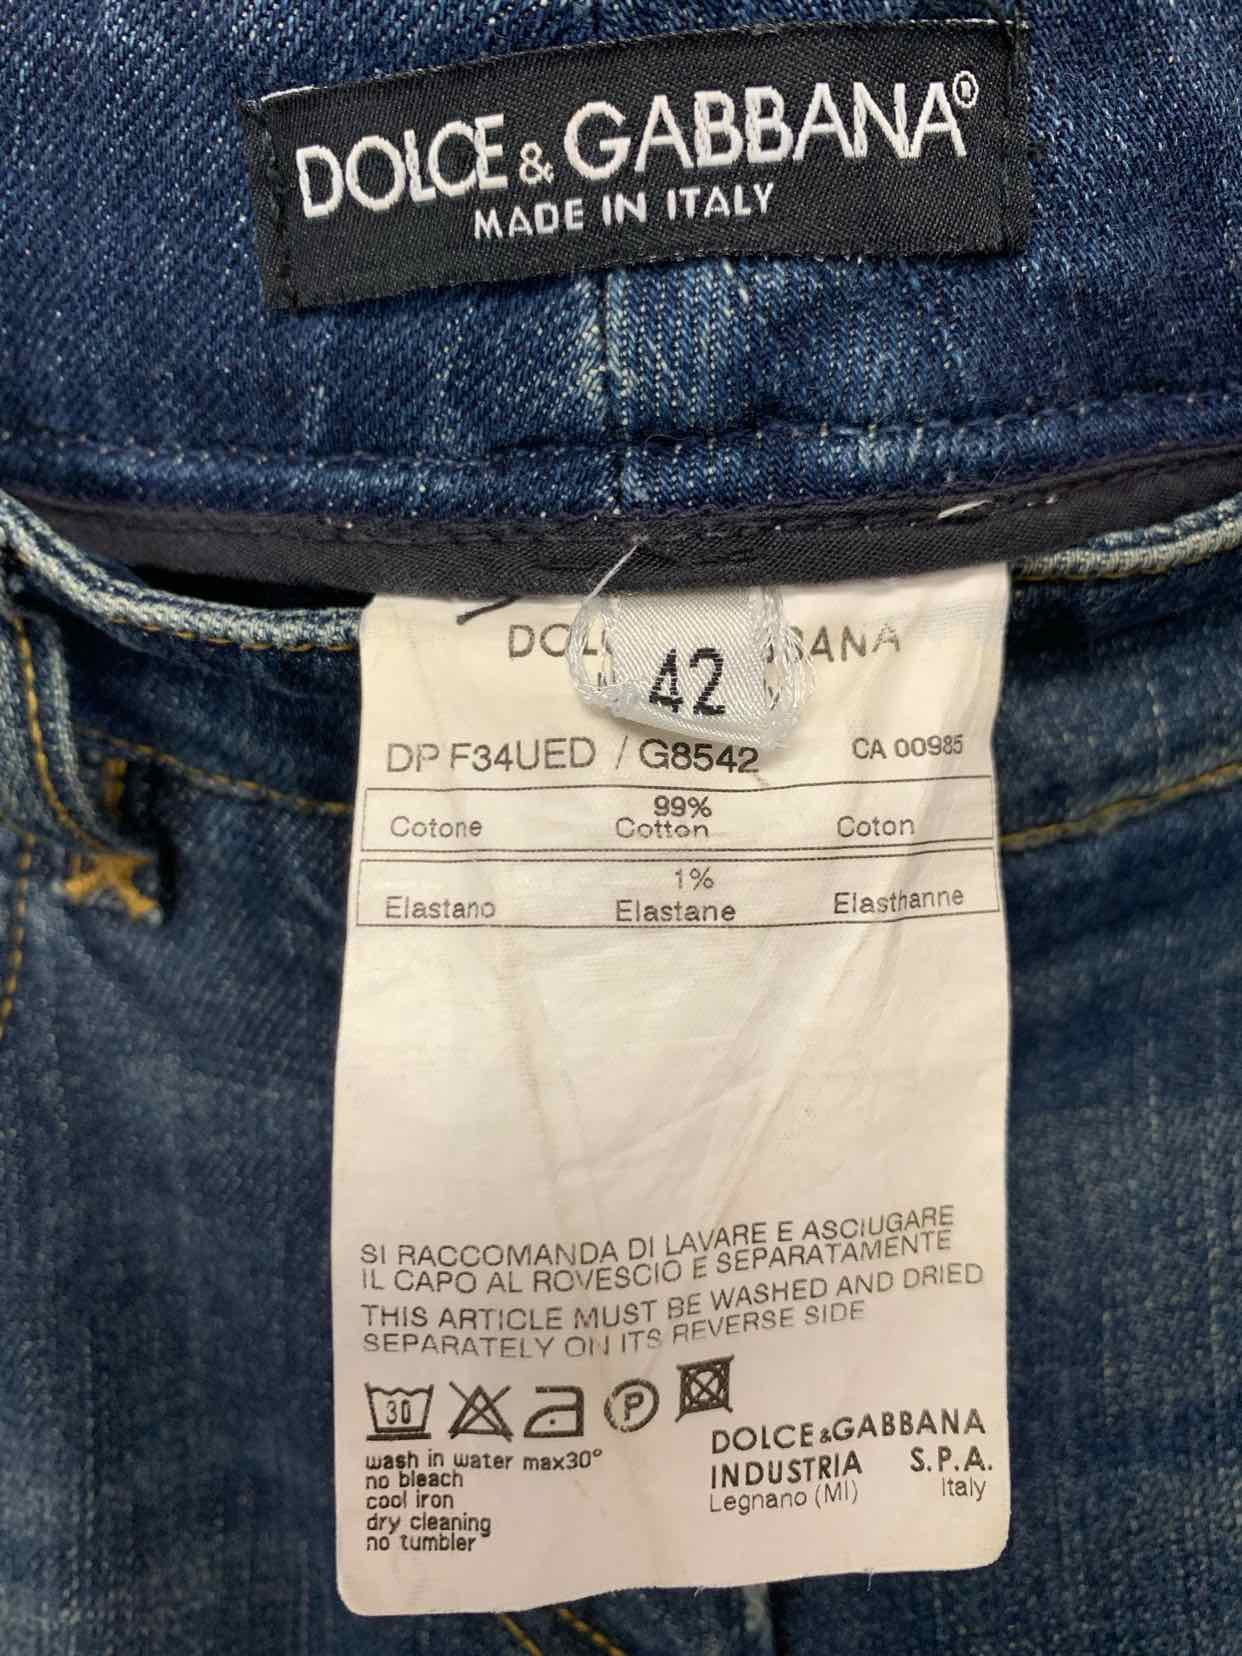 DOLCE & GABBANA®
MADE IN ITALY
42
DP F34UED / G8542 CA 00985
99%
Cotone Cotton Coton
1%
Elastano Elastane Elasthanne
SI RACCOMANDA DI LAVARE E ASCIUGARE
IL CAPO AL ROVESCIO E SEPARATAMENTE
THIS ARTICLE MUST BE WASHED AND DRIED
SEPARATELY ON ITS REVERSE SIDE
30 P
wash in water max30°
no bleach
cool iron
dry cleaning
no tumbler
DOLCE&GABBANA
INDUSTRIA S.P.A.
Legnano (MI) Italy